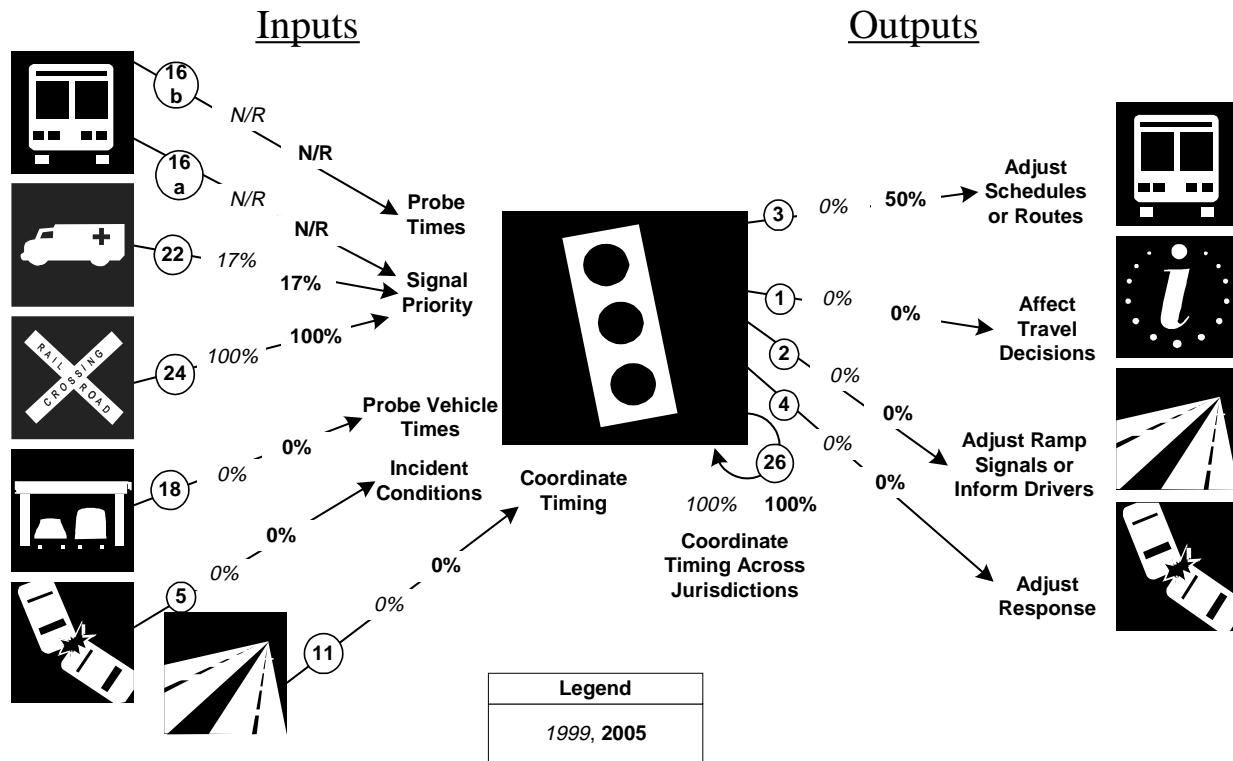 Inputs
Outputs
16
b
N/R
N/R
Probe
Times
16
a
N/R
N/R
Signal
Priority
22
17%
17%
24
100%
100%
RAIL ROAD
CROSSING
18
0%
0%
Probe Vehicle
Times
5
0%
0%
Incident
Conditions
11
0%
0%
Coordinate
Timing
3
0%
50%
Adjust
Schedules
or Routes
1
0%
0%
Affect
Travel
Decisions
i
2
0%
0%
Adjust Ramp
Signals or
Inform Drivers
4
0%
0%
Adjust
Response
26
100% 100%
Coordinate
Timing Across
Jurisdictions
Legend
1999, 2005